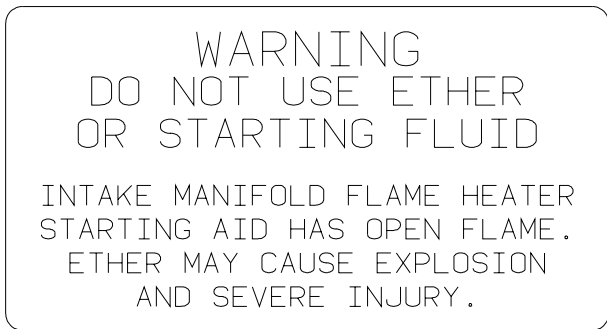 WARNING
DO NOT USE ETHER
OR STARTING FLUID
INTAKE MANIFOLD FLAME HEATER
STARTING AID HAS OPEN FLAME.
ETHER MAY CAUSE EXPLOSION
AND SEVERE INJURY.